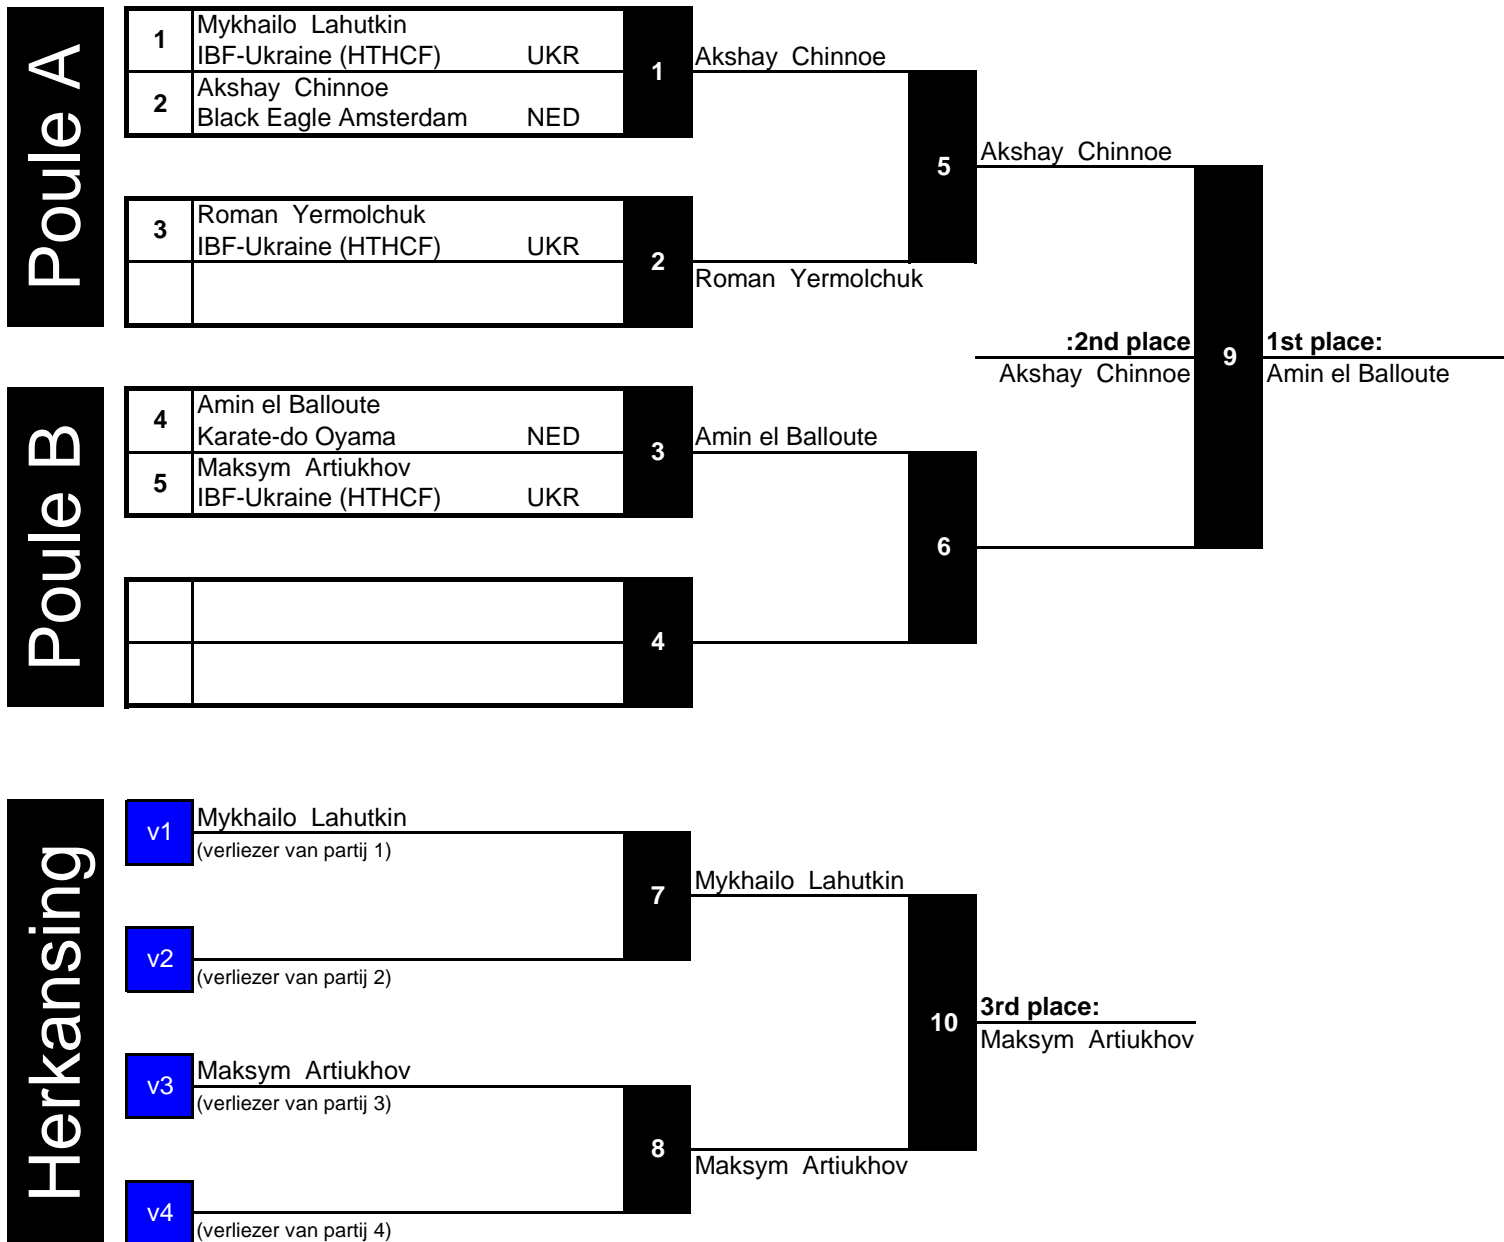 Poule A
1
Mykhailo Lahutkin
IBF-Ukraine (HTHCF) UKR
2
Akshay Chinnoe
Black Eagle Amsterdam NED
1
Akshay Chinnoe
3
Roman Yermolchuk
IBF-Ukraine (HTHCF) UKR
2
Roman Yermolchuk
5
Akshay Chinnoe
:2nd place
Akshay Chinnoe
9
1st place:
Amin el Balloute
Poule B
4
Amin el Balloute
Karate-do Oyama NED
5
Maksym Artiukhov
IBF-Ukraine (HTHCF) UKR
3
Amin el Balloute
6
4
Herkansing
v1
Mykhailo Lahutkin
(verliezer van partij 1)
7
Mykhailo Lahutkin
v2
(verliezer van partij 2)
10
3rd place:
Maksym Artiukhov
v3
Maksym Artiukhov
(verliezer van partij 3)
8
Maksym Artiukhov
v4
(verliezer van partij 4)